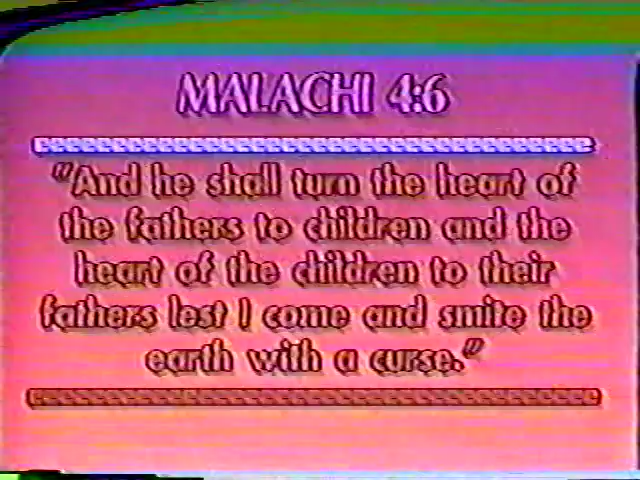 MALACHI 4:6
"And he shall turn the heart of
the fathers to children and the
heart of the children to their
fathers lest I come and smite the
earth with a curse."